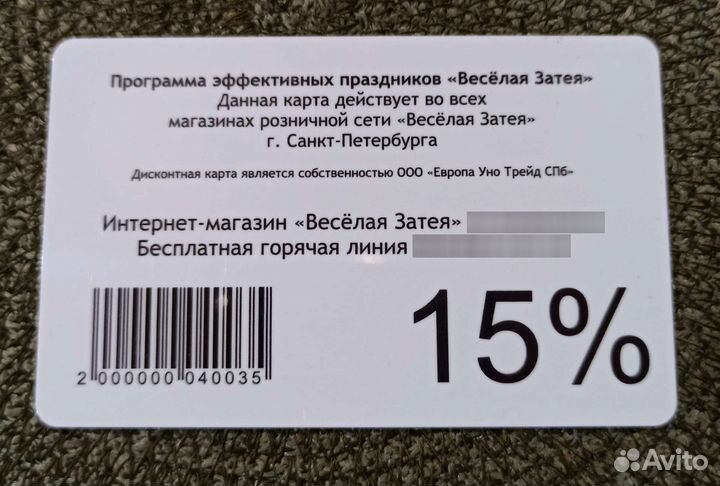 Программа эффективных праздников «Весёлая Затея»
Данная карта действует во всех
магазинах розничной сети «Весёлая Затея»
г. Санкт-Петербурга
Дисконтная карта является собственностью ООО «Европа Уно Трейд СПб»
Интернет-магазин «Весёлая Затея»
Бесплатная горячая линия
15%
2 000000 040035
Avito